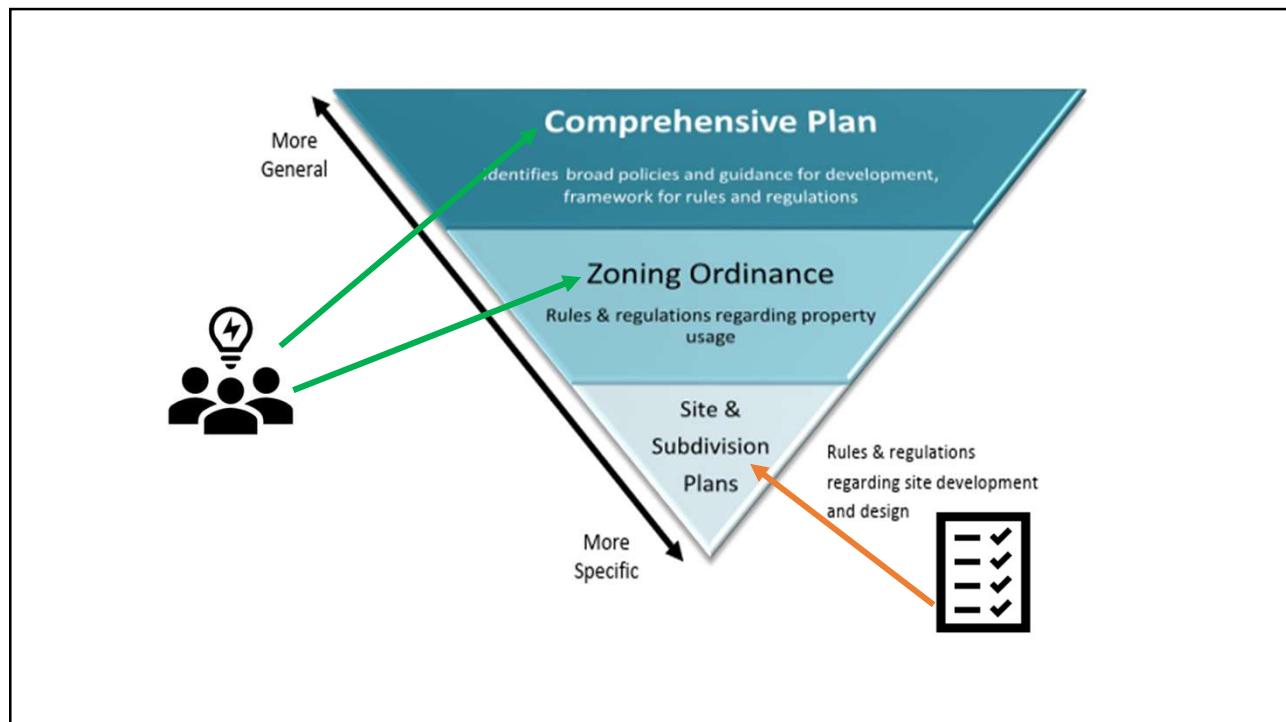 Comprehensive Plan
More
General
identifies broad policies and guidance for development,
framework for rules and regulations
Zoning Ordinance
Rules & regulations regarding property
usage
Site &
Subdivision
Plans
Rules & regulations
regarding site development
and design
More
Specific